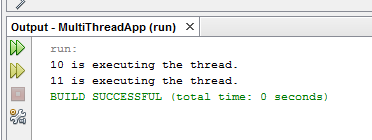 Output - MultiThreadApp (run)
run:
10 is executing the thread.
11 is executing the thread.
BUILD SUCCESSFUL (total time: 0 seconds)